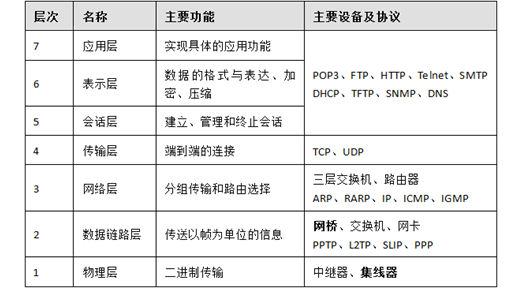 层次 名称 主要功能 主要设备及协议
7 应用层 实现具体的应用功能
6 表示层 数据的格式与表达、加
密、压缩
POP3、FTP、HTTP、Telnet、SMTP
DHCP、TFTP、SNMP、DNS
5 会话层 建立、管理和终止会话
4 传输层 端到端的连接 TCP、UDP
3 网络层 分组传输和路由选择 三层交换机、路由器
ARP、RARP、IP、ICMP、IGMP
2 数据链路层 传送以帧为单位的信息 网桥、交换机、网卡
PPTP、L2TP、SLIP、PPP
1 物理层 二进制传输 中继器、集线器